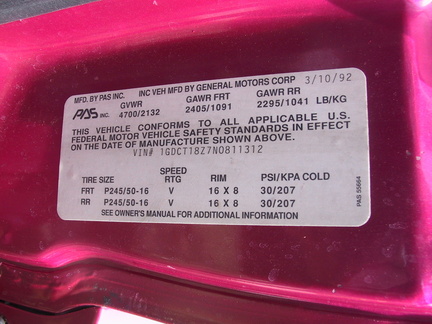 MFD. BY PAS INC. INC VEH MFD BY GENERAL MOTORS CORP 3/10/92
PAS INC. GVWR GAWR FRT GAWR RR
4700/2132 2405/1091 2295/1041 LB/KG
THIS VEHICLE CONFORMS TO ALL APPLICABLE U.S.
FEDERAL MOTOR VEHICLE SAFETY STANDARDS IN EFFECT
ON THE DATE OF MANUFACTURE SHOWN ABOVE.
VIN# 1GDCT18Z7N0811312
TIRE SIZE SPEED RTG RIM PSI/KPA COLD
FRT P245/50-16 V 16 X 8 30/207
RR P245/50-16 V 16 X 8 30/207
SEE OWNER'S MANUFAL FOR ADDITIONAL INFORMATION
PAS 55664